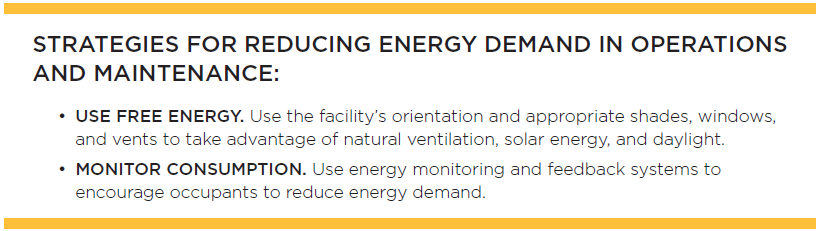 STRATEGIES FOR REDUCING ENERGY DEMAND IN OPERATIONS
AND MAINTENANCE:
• USE FREE ENERGY. Use the facility’s orientation and appropriate shades, windows,
and vents to take advantage of natural ventilation, solar energy, and daylight.
• MONITOR CONSUMPTION. Use energy monitoring and feedback systems to
encourage occupants to reduce energy demand.